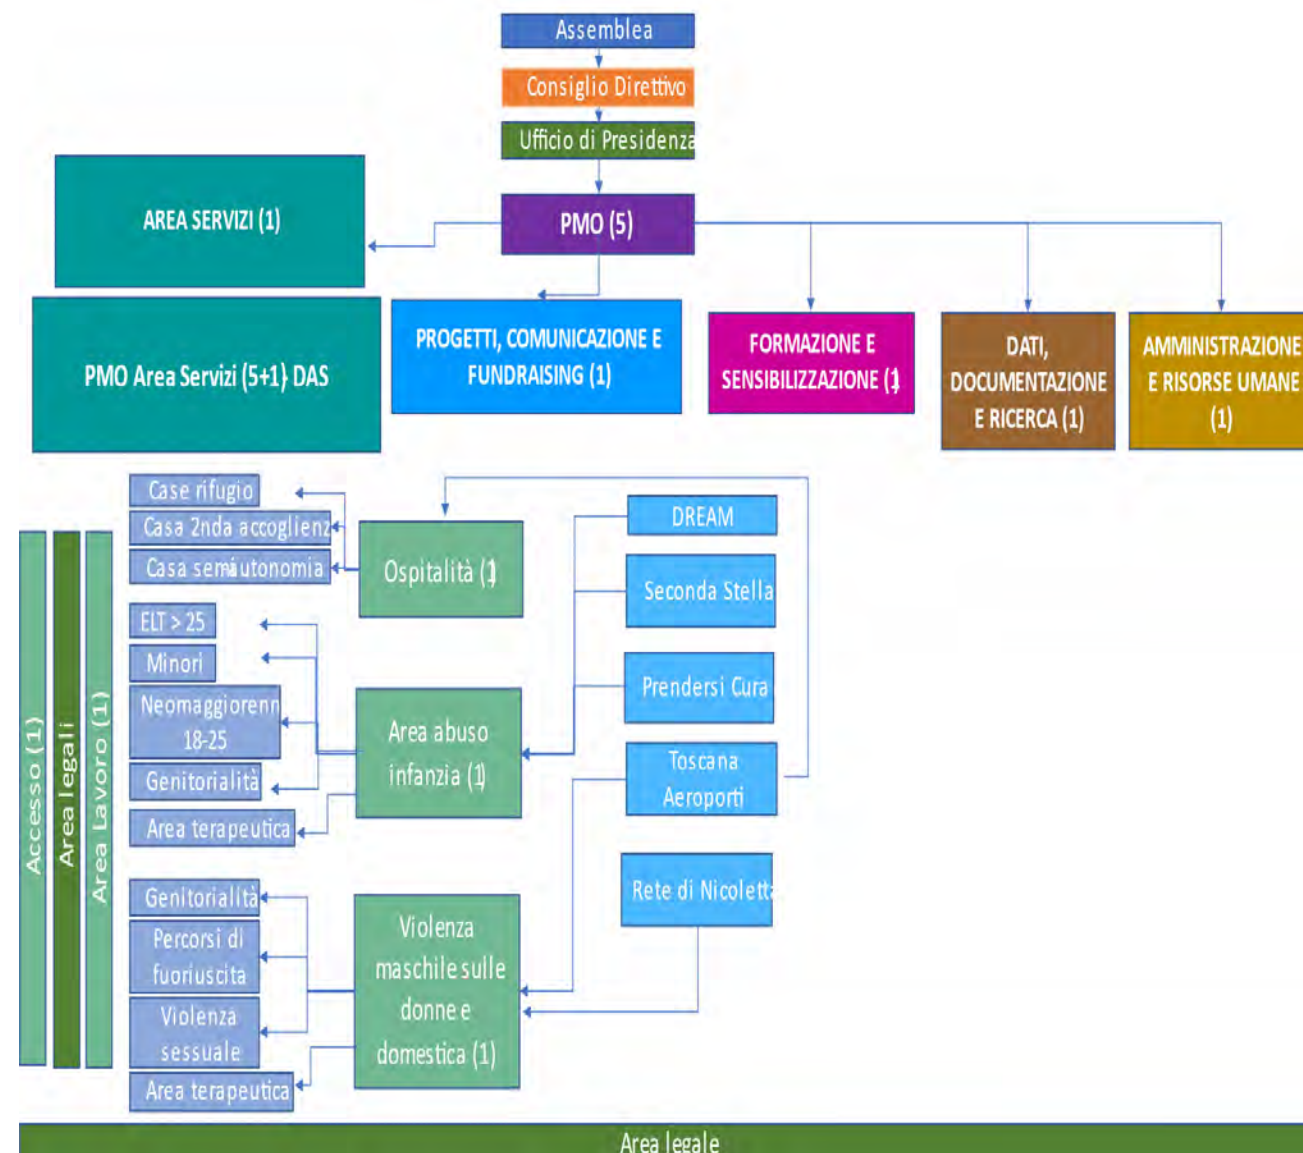 Assemblea
Consiglio Direttivo
Ufficio di Presidenza
AREA SERVIZI (1)
PMO (5)
PMO Area Servizi (5+1) DAS
PROGETTI, COMUNICAZIONE E
FUNDRAISING (1)
FORMAZIONE E
SENSIBILIZZAZIONE (1)
DATI,
DOCUMENTAZIONE
E RICERCA (1)
AMMINISTRAZIONE
E RISORSE UMANE
(1)
Case rifugio
Casa 2nda accoglienz
Casa semiautonomia
Ospitalità (1)
DREAM
Seconda Stella
Prendersi Cura
Toscana
Aeroporti
Rete di Nicoletta
ELT > 25
Minori
Neomaggiorenn
18-25
Genitorialità
Area terapeutica
Area abuso
infanzia (1)
Genitorialità
Percorsi di
fuoriuscita
Violenza
sessuale
Area terapeutica
Violenza
maschile sulle
donne e
domestica (1)
Accesso (1)
Area legali
Area Lavoro (1)
Area legale